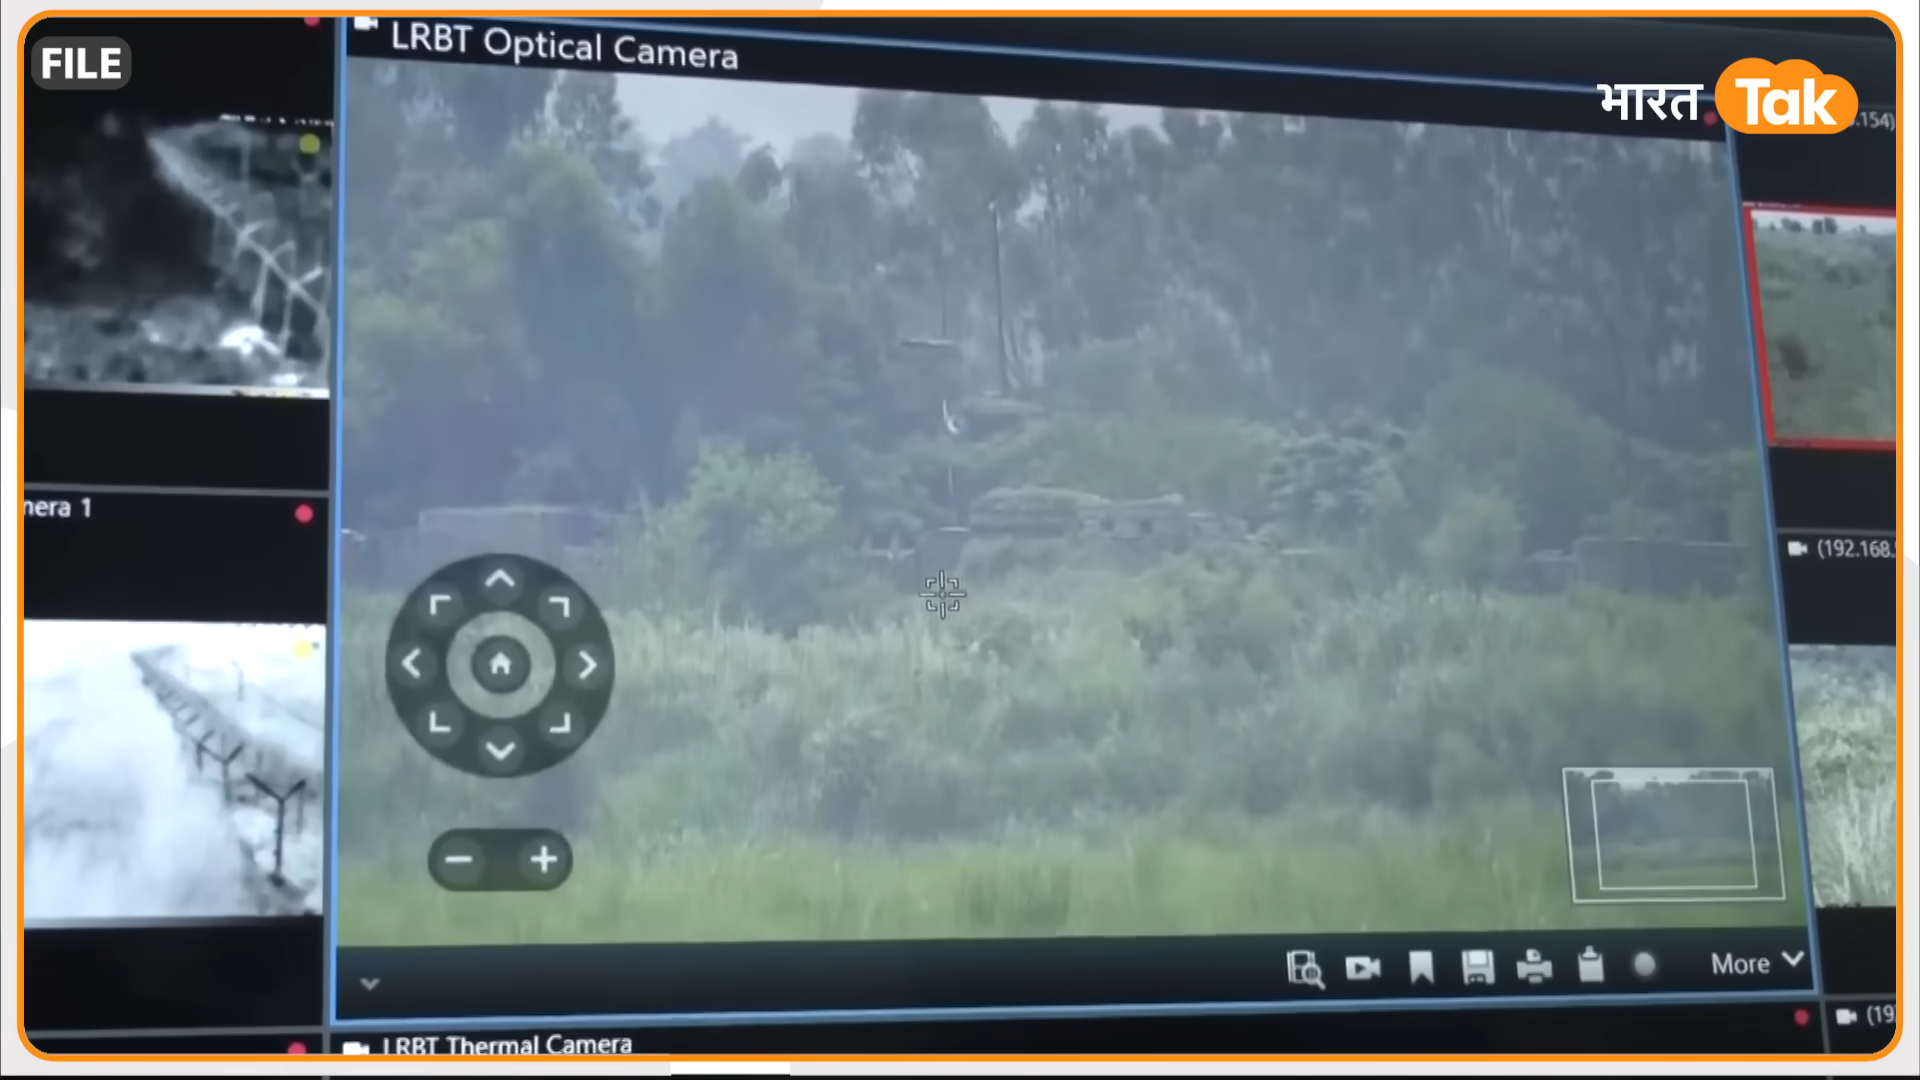 FILE
LRBT Optical Camera
भारत Tak
.154)
nera 1
(192.168.
More
LRBT Thermal Camera
(19